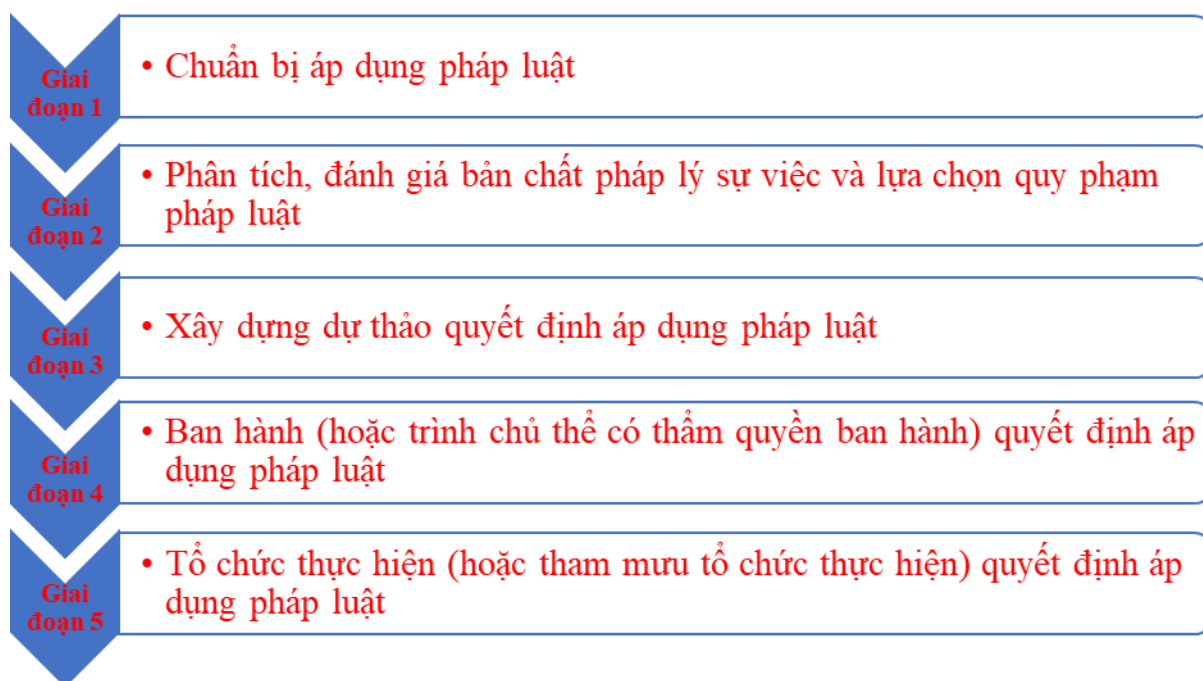 Giai
đoạn 1
• Chuẩn bị áp dụng pháp luật
Giai
đoạn 2
• Phân tích, đánh giá bản chất pháp lý sự việc và lựa chọn quy phạm
pháp luật
Giai
đoạn 3
• Xây dựng dự thảo quyết định áp dụng pháp luật
Giai
đoạn 4
• Ban hành (hoặc trình chủ thể có thẩm quyền ban hành) quyết định áp
dụng pháp luật
Giai
đoạn 5
• Tổ chức thực hiện (hoặc tham mưu tổ chức thực hiện) quyết định áp
dụng pháp luật